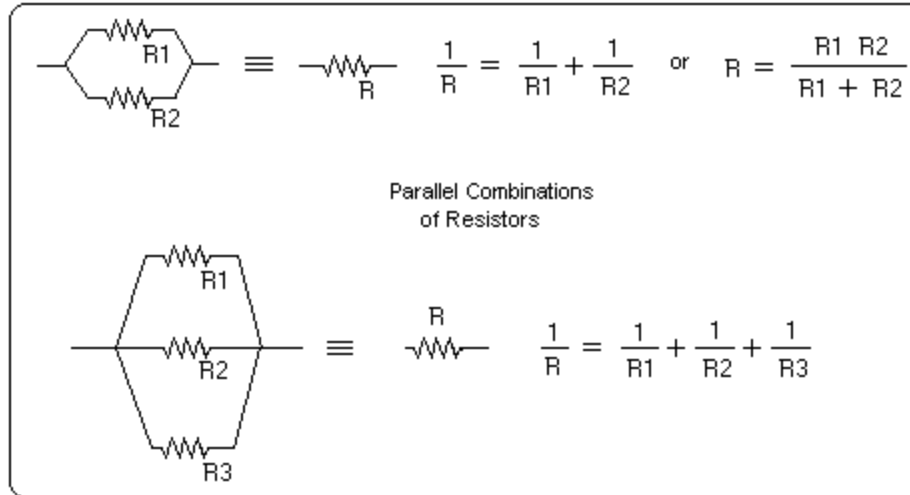 R1
R2
≡
R
1/R = 1/R1 + 1/R2 or R = R1 R2 / R1 + R2
Parallel Combinations
of Resistors
R1
R2
R3
≡
R
1/R = 1/R1 + 1/R2 + 1/R3